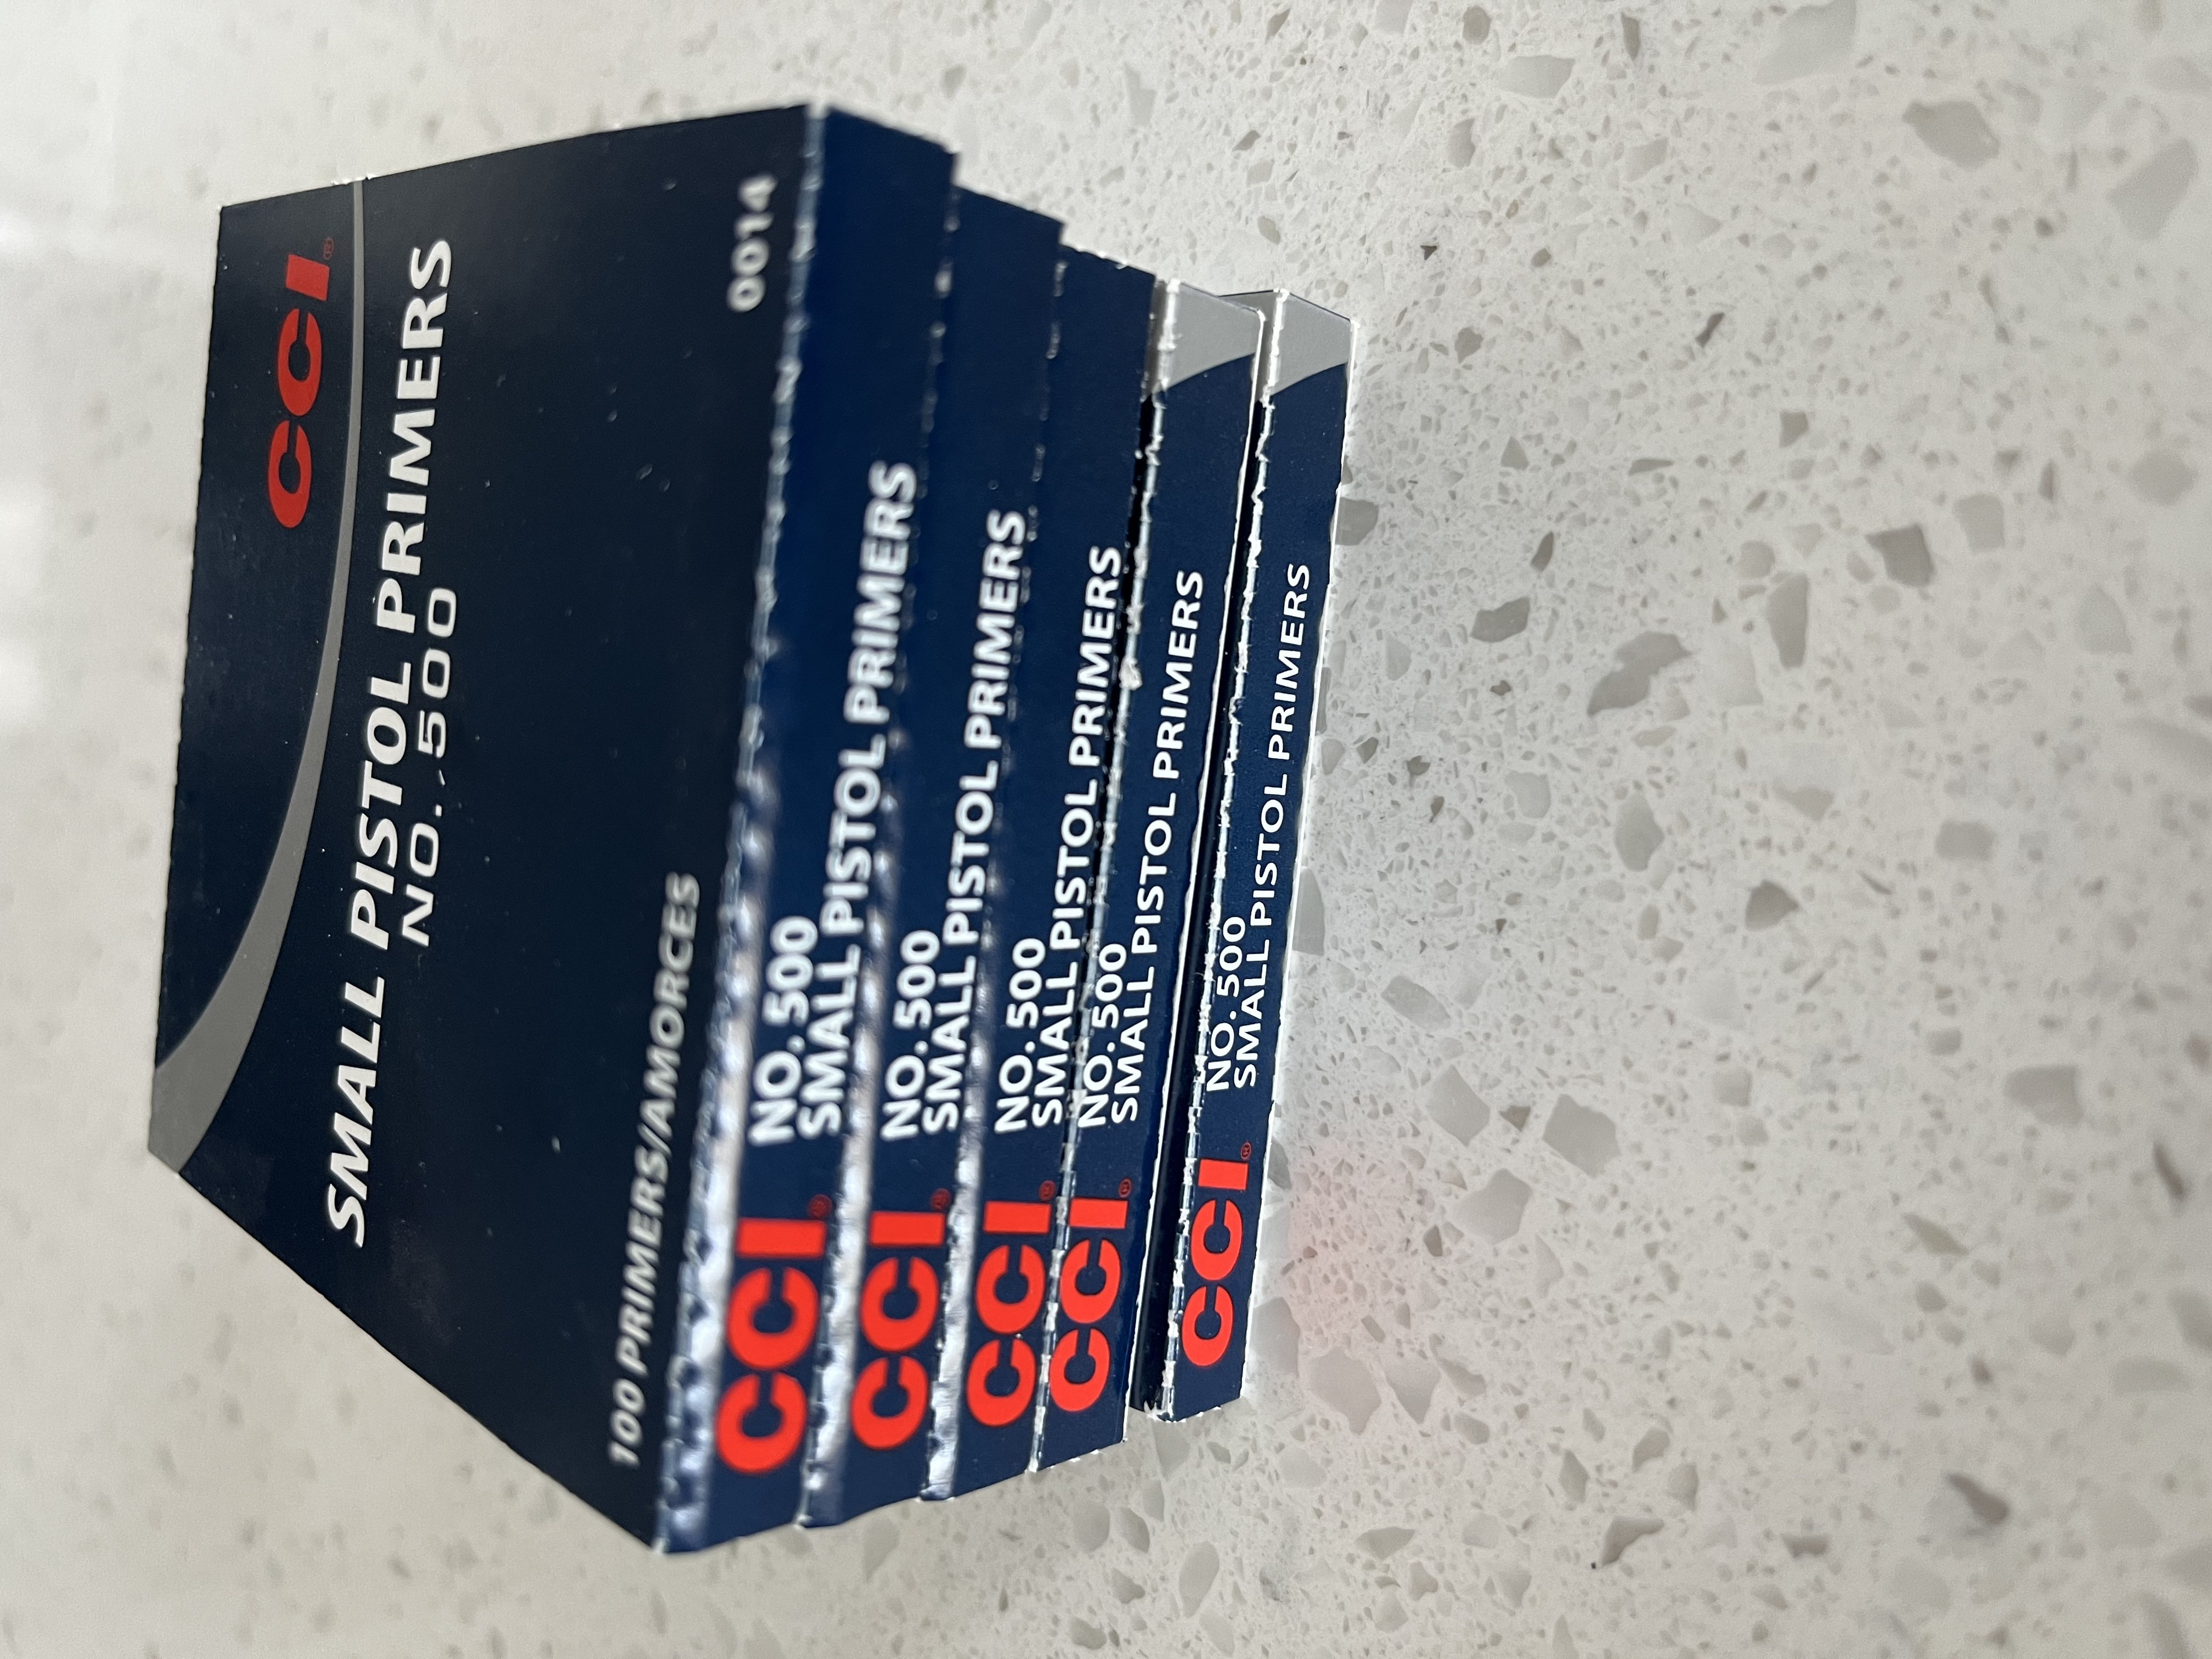 CCI®
SMALL PISTOL PRIMERS
NO. 500
100 PRIMERS/AMORCES
0014
CCI®
NO. 500
SMALL PISTOL PRIMERS
CCI®
NO. 500
SMALL PISTOL PRIMERS
CCI®
NO. 500
SMALL PISTOL PRIMERS
CCI®
NO. 500
SMALL PISTOL PRIMERS
CCI®
NO. 500
SMALL PISTOL PRIMERS